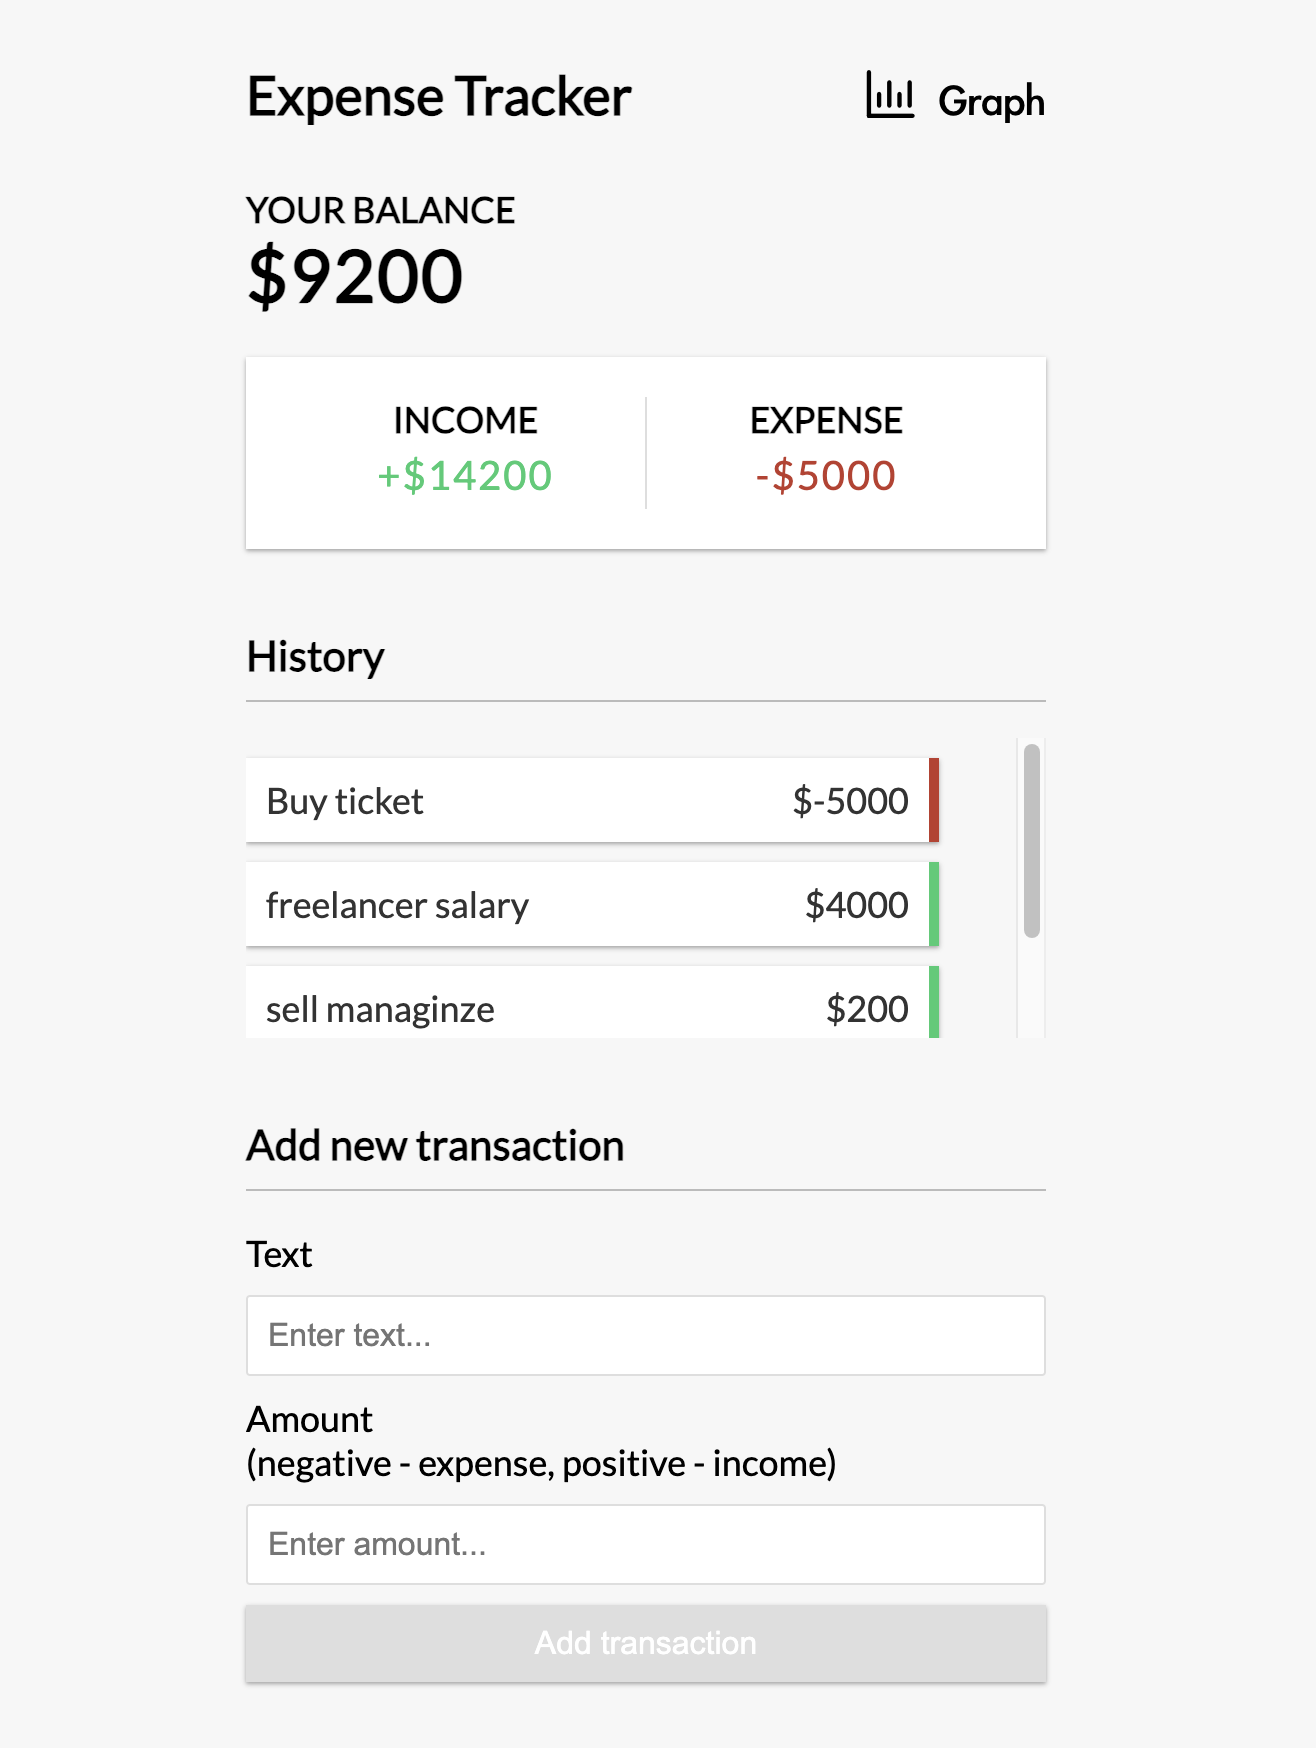 Expense Tracker
Graph
YOUR BALANCE
$9200
INCOME
EXPENSE
+$14200
-$5000
History
Buy ticket $-5000
freelancer salary $4000
sell managinze $200
Add new transaction
Text
Enter text...
Amount
(negative - expense, positive - income)
Enter amount...
Add transaction